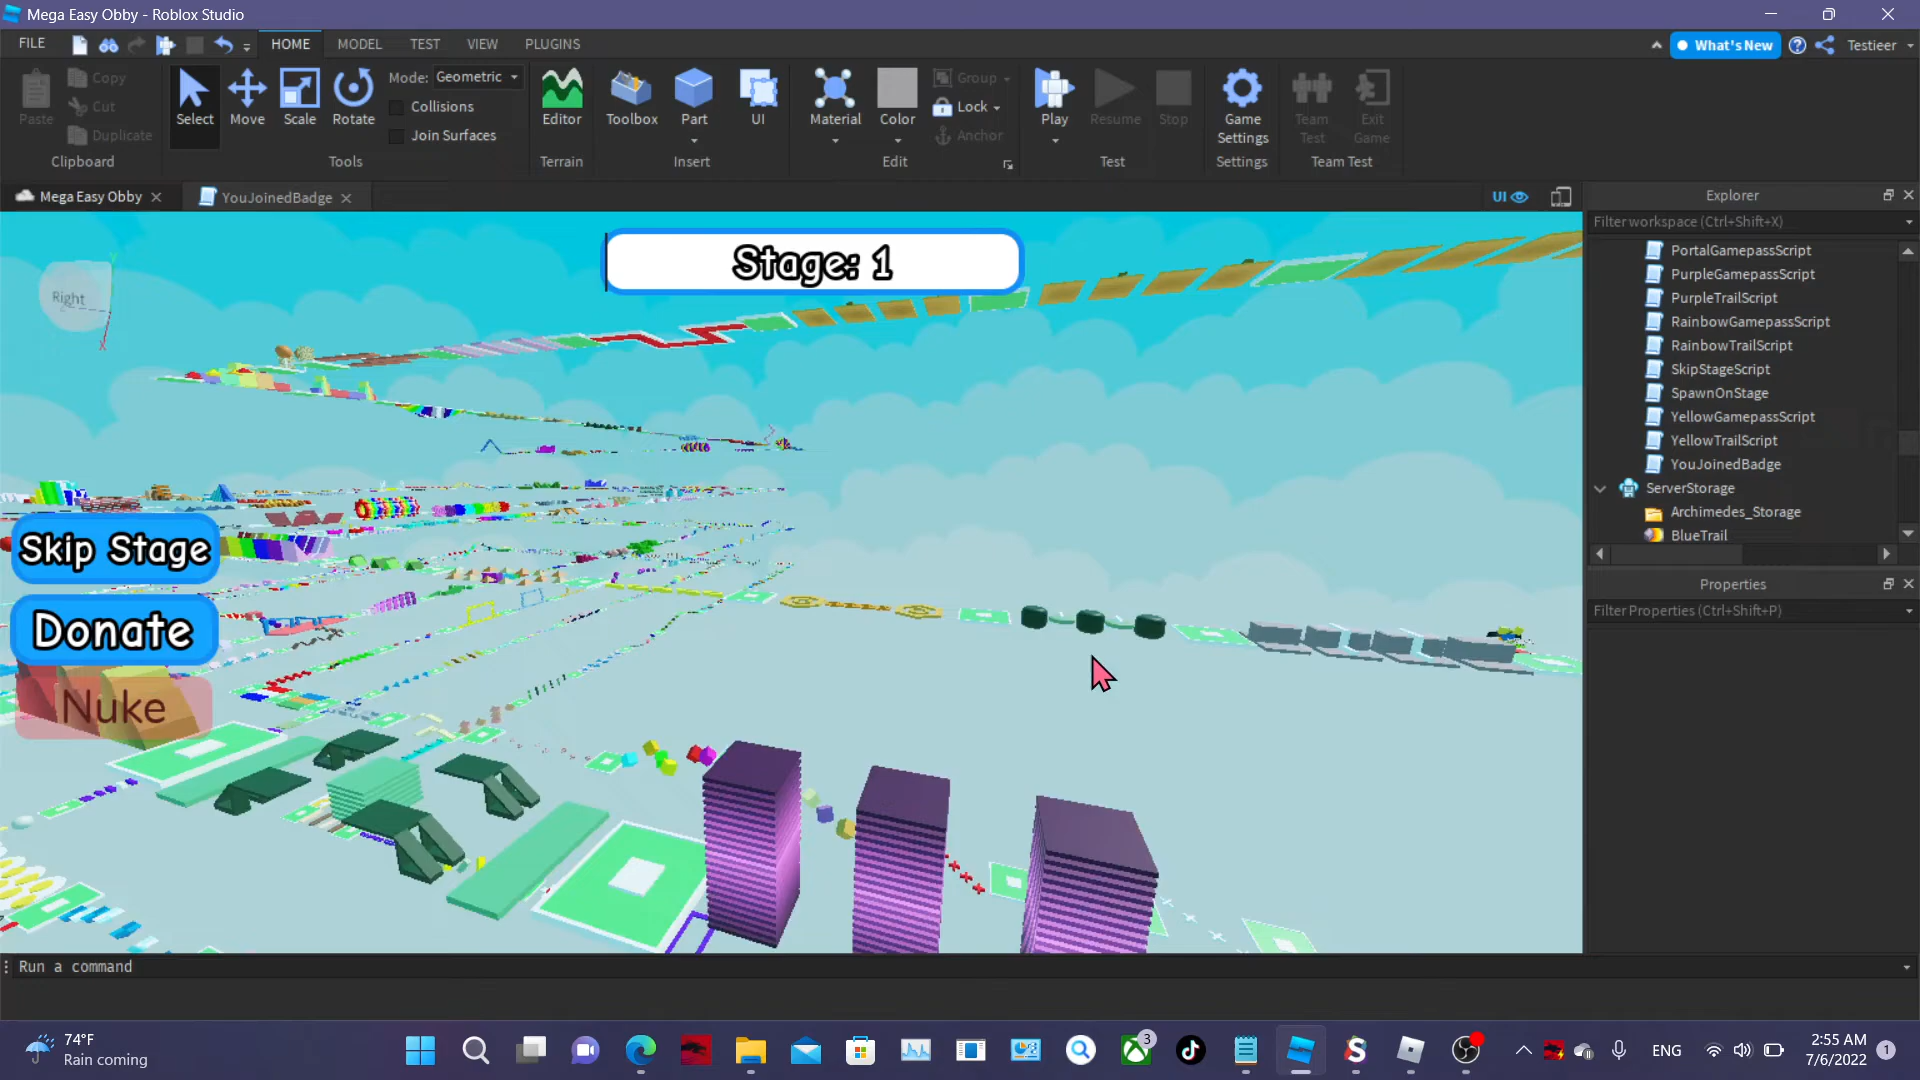 Mega Easy Obby - Roblox Studio
FILE
HOME
MODEL
TEST
VIEW
PLUGINS
What's New
Testieer
Paste
Copy
Cut
Duplicate
Clipboard
Select
Move
Scale
Rotate
Mode: Geometric
Collisions
Join Surfaces
Tools
Editor
Terrain
Toolbox
Part
UI
Insert
Material
Color
Group
Lock
Anchor
Edit
Play
Resume
Stop
Test
Game
Settings
Settings
Team
Test
Exit
Game
Team Test
Mega Easy Obby
YouJoinedBadge
UI
Stage: 1
Right
X
Skip Stage
Donate
Nuke
Explorer
Filter workspace (Ctrl+Shift+X)
PortalGamepassScript
PurpleGamepassScript
PurpleTrailScript
RainbowGamepassScript
RainbowTrailScript
SkipStageScript
SpawnOnStage
YellowGamepassScript
YellowTrailScript
YouJoinedBadge
ServerStorage
Archimedes_Storage
BlueTrail
Properties
Filter Properties (Ctrl+Shift+P)
Run a command
74°F
Rain coming
3
ENG
2:55 AM
7/6/2022
1